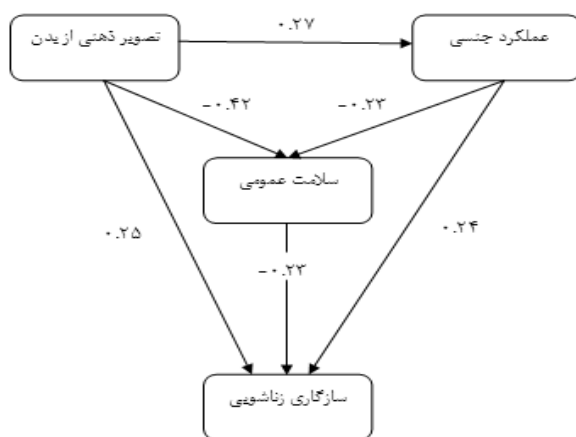 تصویر ذهنی از بدن
۰.۲۷
عملکرد جنسی
-۰.۴۲
-۰.۲۳
سلامت عمومی
۰.۲۵
۰.۲۴
-۰.۲۳
سازگاری زناشویی